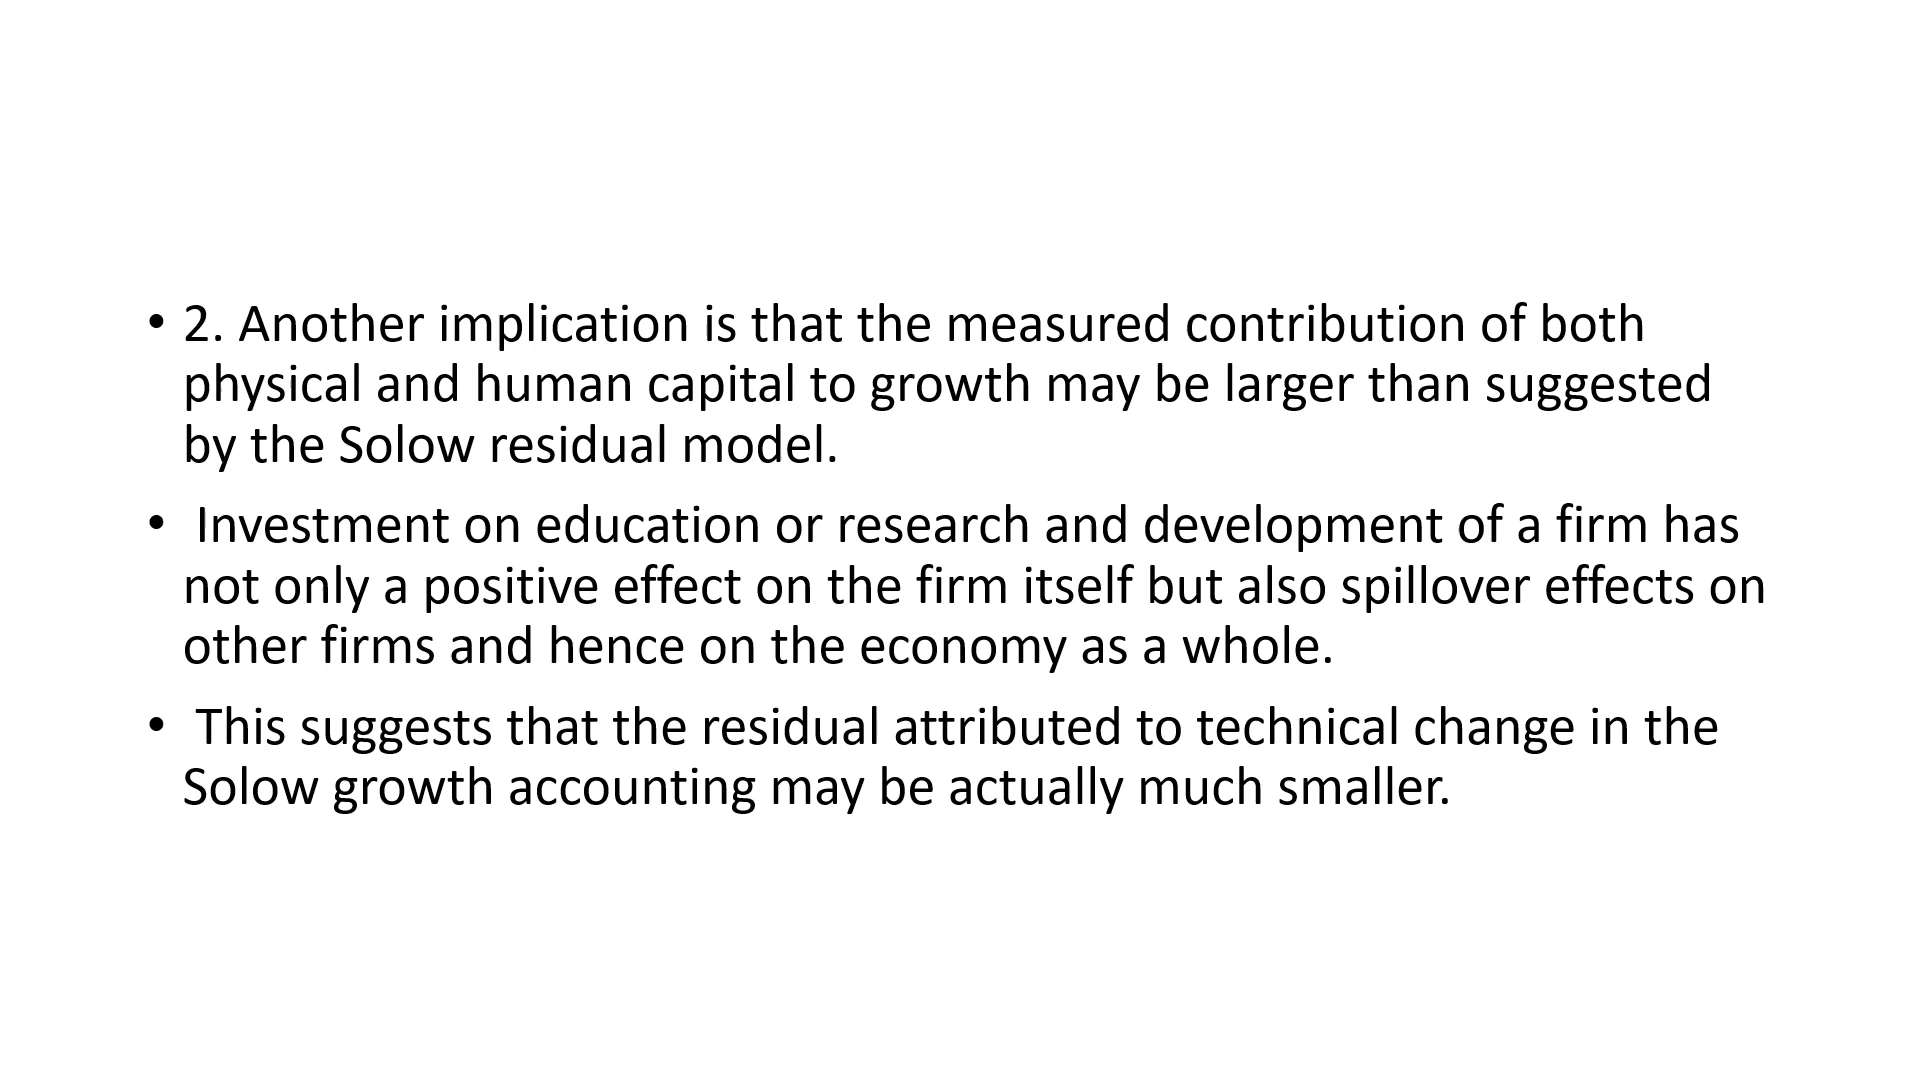 • 2. Another implication is that the measured contribution of both
physical and human capital to growth may be larger than suggested
by the Solow residual model.
• Investment on education or research and development of a firm has
not only a positive effect on the firm itself but also spillover effects on
other firms and hence on the economy as a whole.
• This suggests that the residual attributed to technical change in the
Solow growth accounting may be actually much smaller.